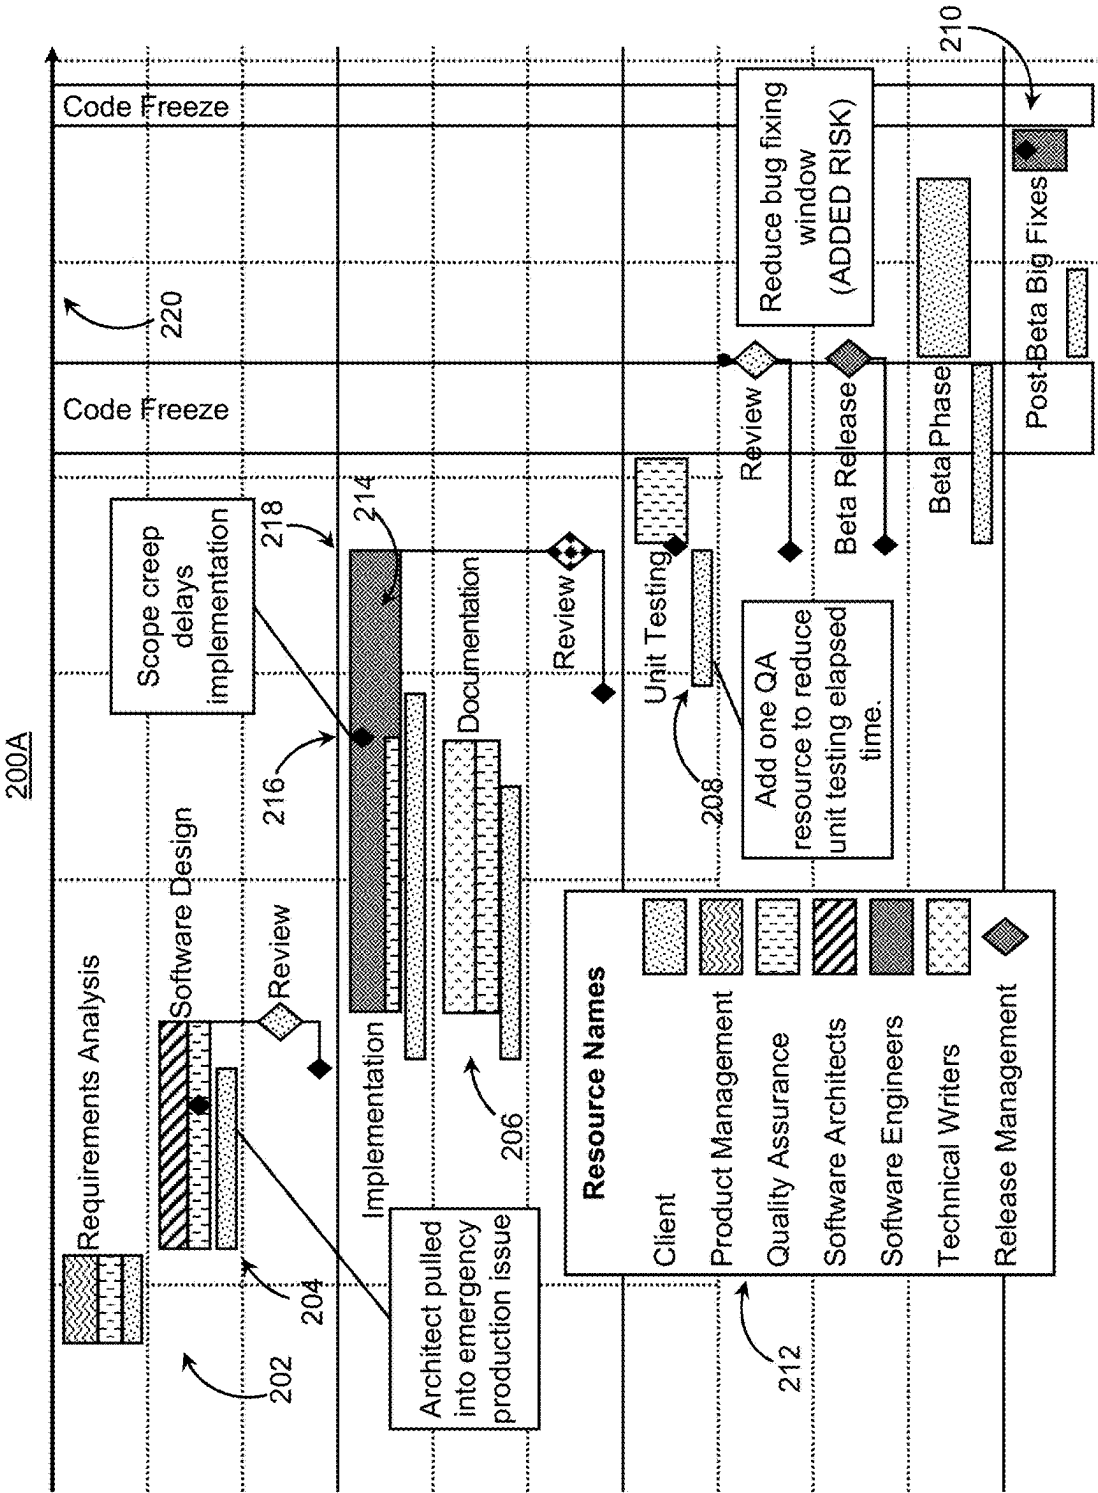 200A
Code Freeze
Code Freeze
220
Requirements Analysis
202
Software Design
204
Review
Architect pulled
into emergency
production issue
Scope creep
delays
implementation
216
218
214
Implementation
Documentation
206
Review
Unit Testing
208
Add one QA
resource to reduce
unit testing elapsed
time.
Review
Reduce bug fixing
window
(ADDED RISK)
Beta Release
Beta Phase
Post-Beta Big Fixes
210
Resource Names
Client
Product Management
Quality Assurance
Software Architects
Software Engineers
Technical Writers
Release Management
212